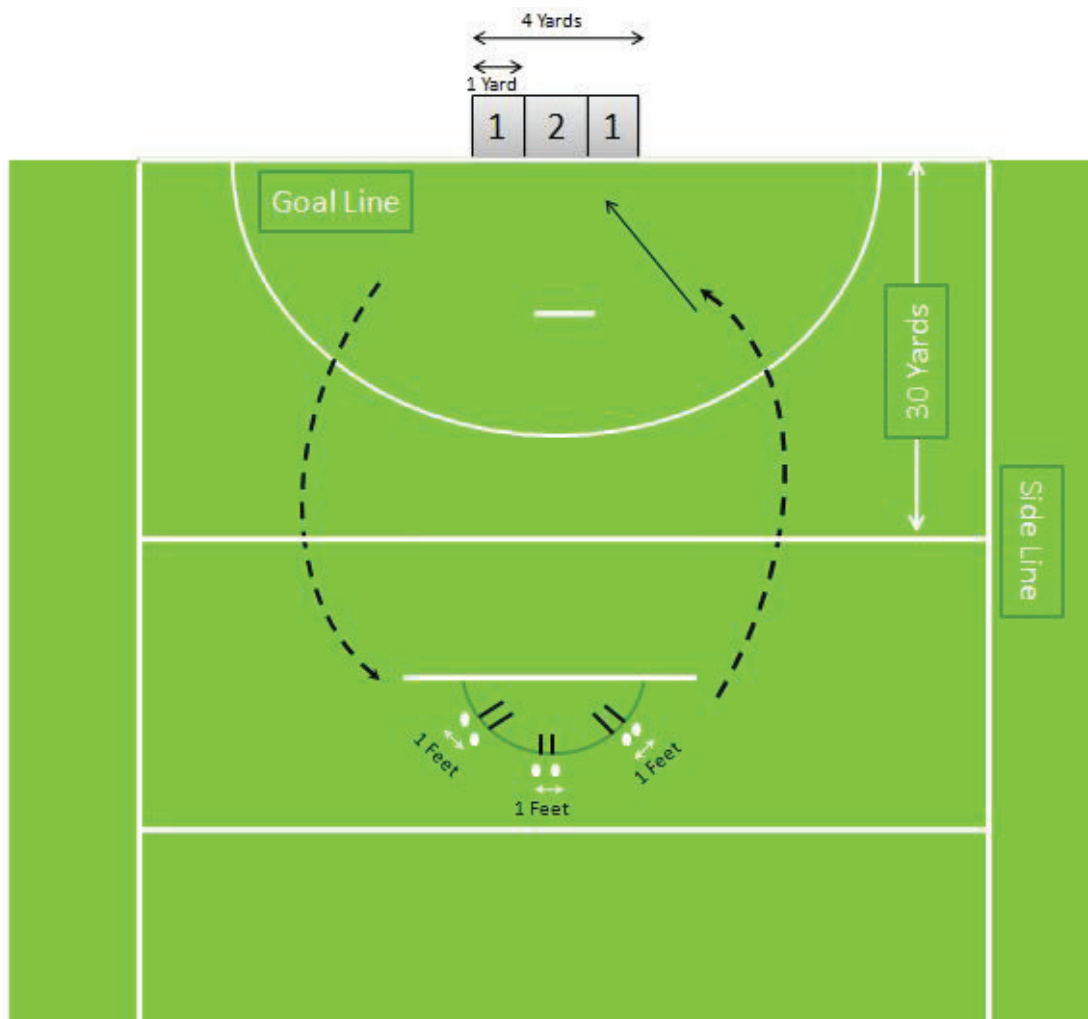 4 Yards
1 Yard
1 2 1
Goal Line
30 Yards
Side Line
1 Feet
1 Feet
1 Feet